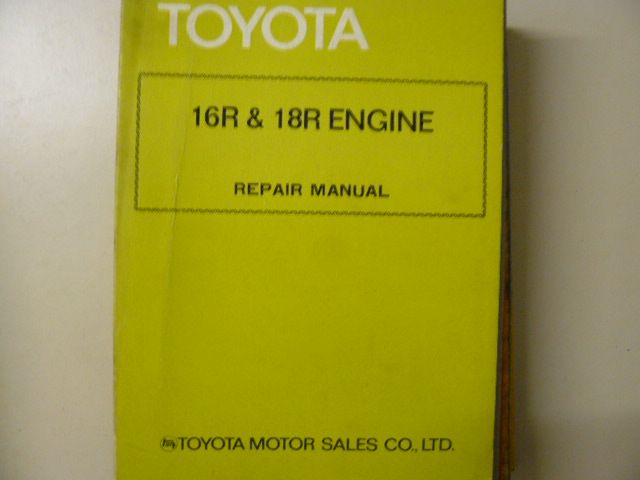 TOYOTA
16R & 18R ENGINE
REPAIR MANUAL
TOYOTA MOTOR SALES CO., LTD.